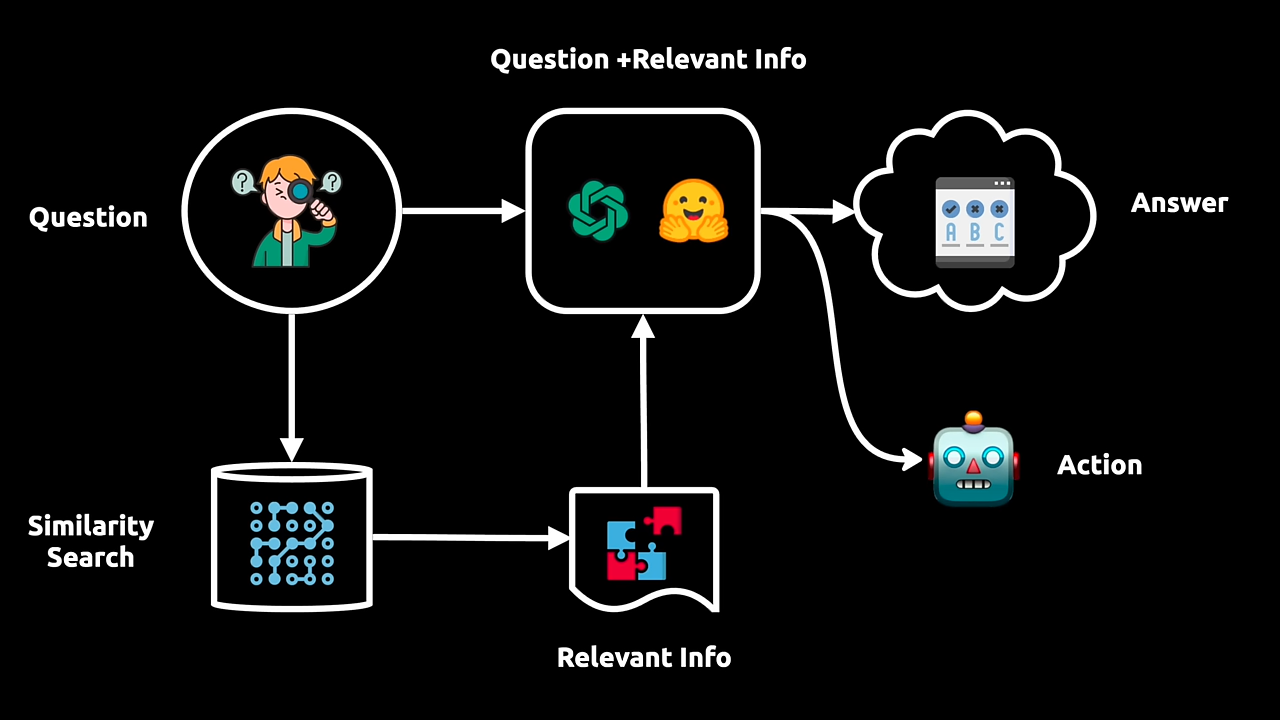 Question +Relevant Info
Question
? ?
A B C
Answer
Action
Similarity
Search
Relevant Info